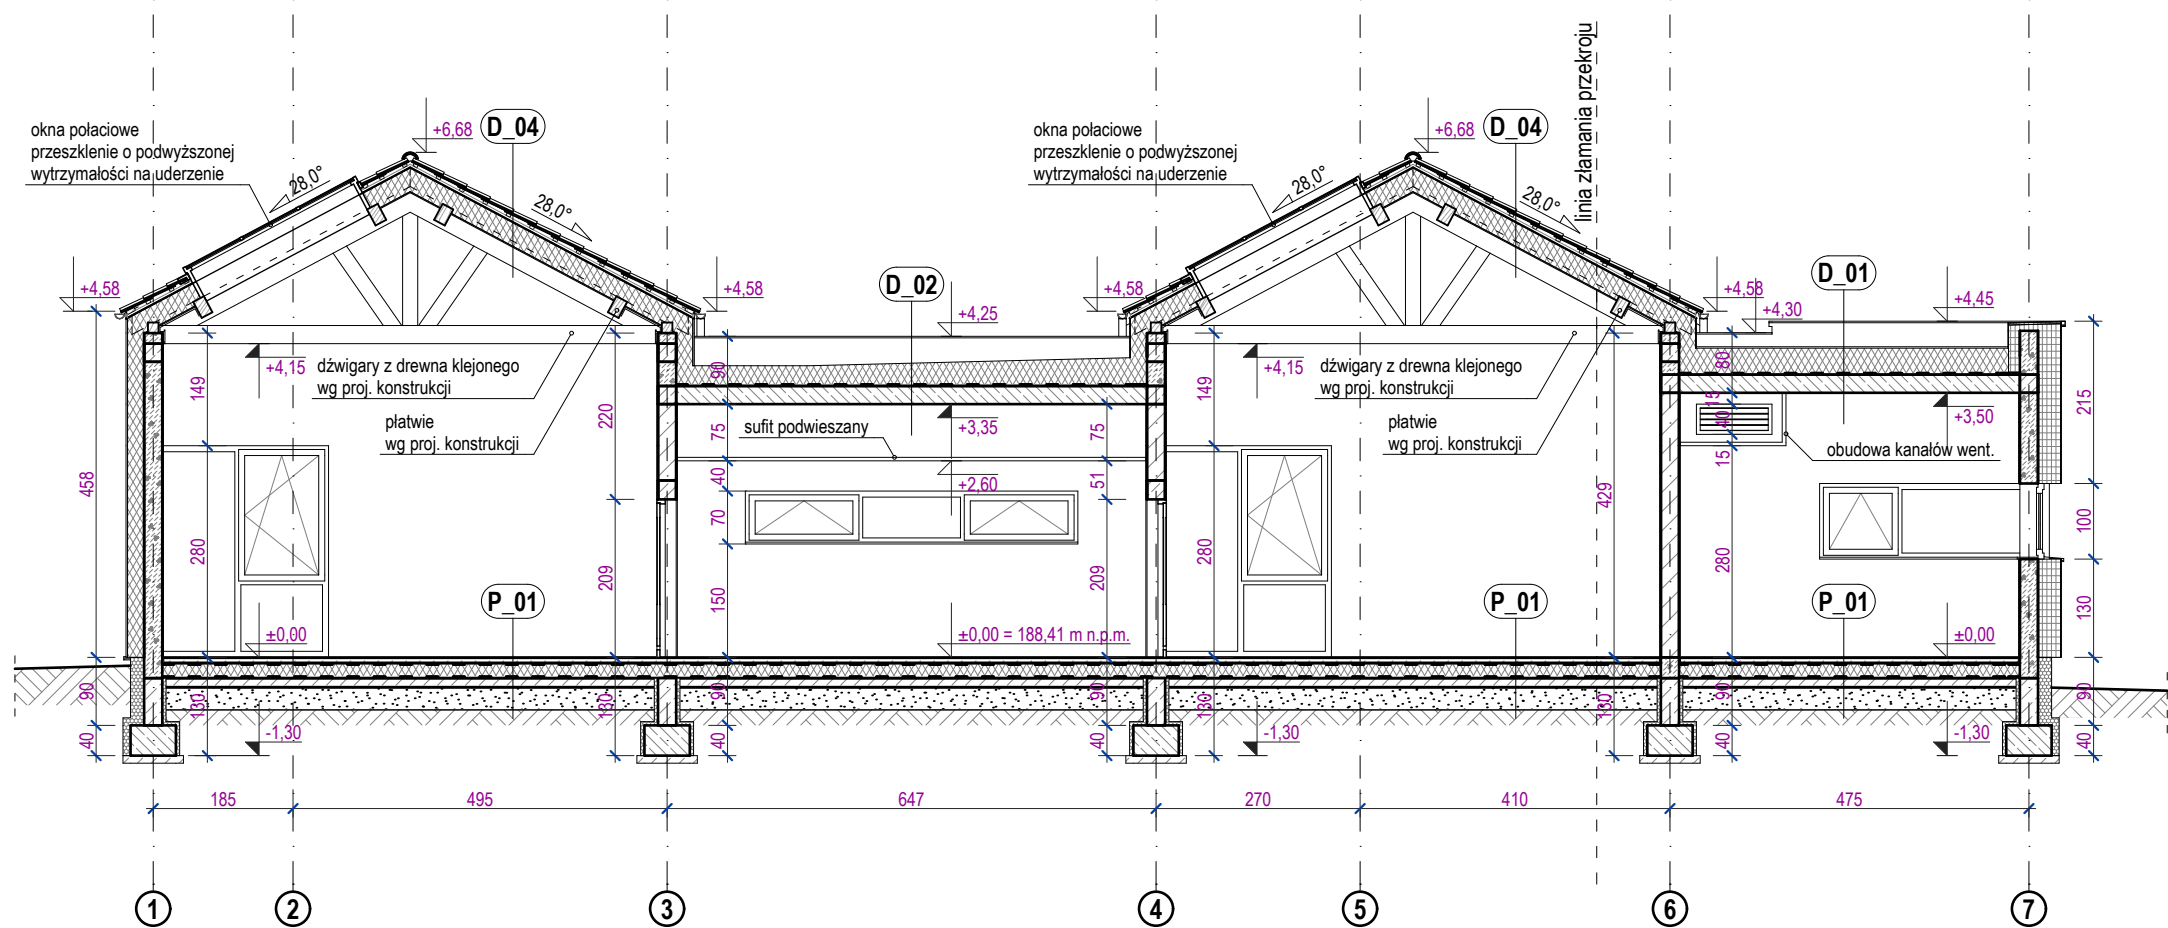 okna połaciowe
przeszklenie o podwyższonej
wytrzymałości na uderzenie
+6,68
D_04
28,0°
28,0°
okna połaciowe
przeszklenie o podwyższonej
wytrzymałości na uderzenie
+6,68
D_04
28,0°
28,0°
linia złamania przekroju
+4,58
+4,58
D_02
+4,25
+4,58
+4,58
+4,30
D_01
+4,45
149
+4,15
dźwigary z drewna klejonego
wg proj. konstrukcji
płatwie
wg proj. konstrukcji
220
90
75
sufit podwieszany
+3,35
+2,60
75
149
+4,15
dźwigary z drewna klejonego
wg proj. konstrukcji
płatwie
wg proj. konstrukcji
80
15
40
15
+3,50
obudowa kanałów went.
215
458
280
209
40
70
150
51
209
280
429
280
100
130
P_01
P_01
P_01
±0,00
±0,00 = 188,41 m n.p.m.
±0,00
90
130
130
90
90
130
130
90
90
40
-1,30
40
40
-1,30
40
-1,30
40
185
495
647
270
410
475
1
2
3
4
5
6
7